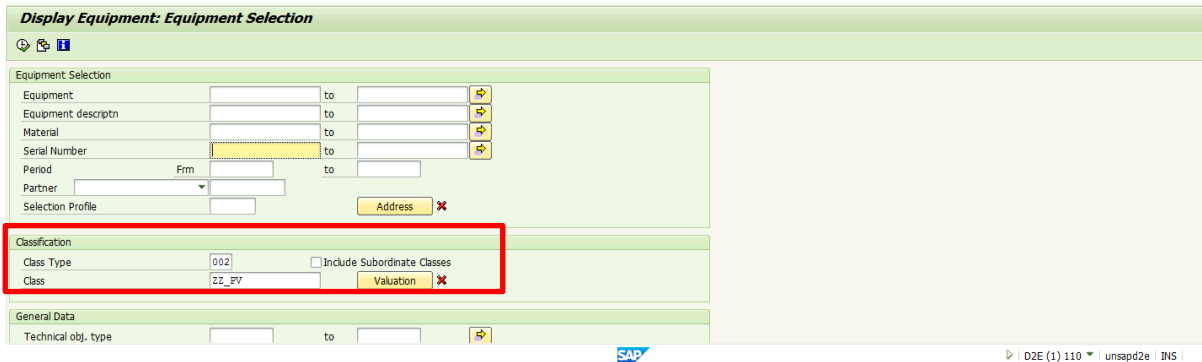 Display Equipment: Equipment Selection
Equipment Selection
Equipment to
Equipment descriptn to
Material to
Serial Number to
Period Frm to
Partner
Selection Profile Address
Classification
Class Type 002 Include Subordinate Classes
Class ZZ_PV Valuation
General Data
Technical obj. type to
SAP D2E (1) 110 unsapd2e INS